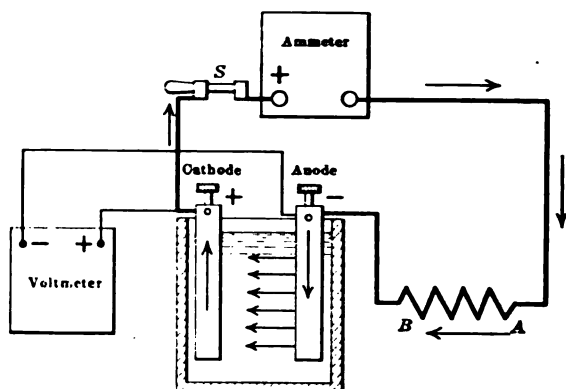 Ammeter
S
+
Cathode Anode
+ -
- +
Voltmeter
B A